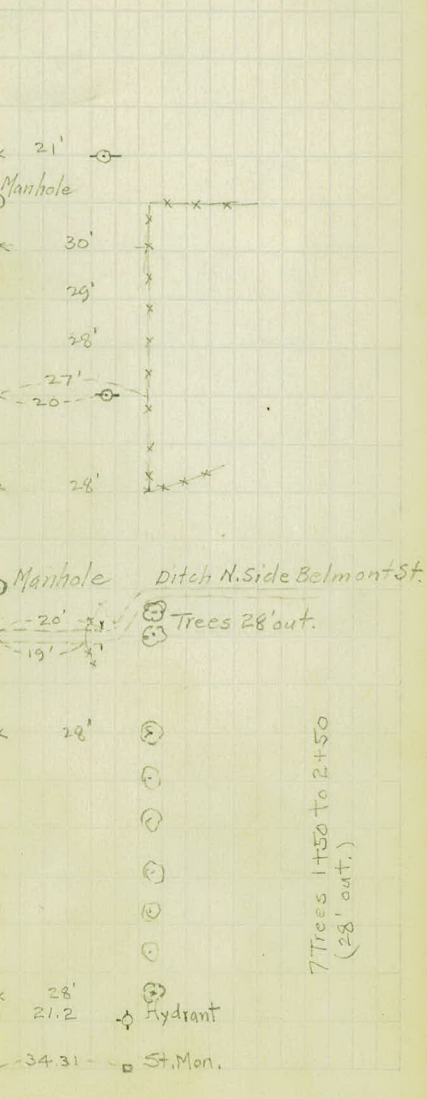 21'
Manhole
30'
29'
28'
27'
20
28'
Manhole
Ditch N.Side Belmont St.
20'
Trees 28' out.
19'
28'
7 Trees 1+50 to 2+50
(28' out.)
28'
21.2
Hydrant
34.31
St. Mon.